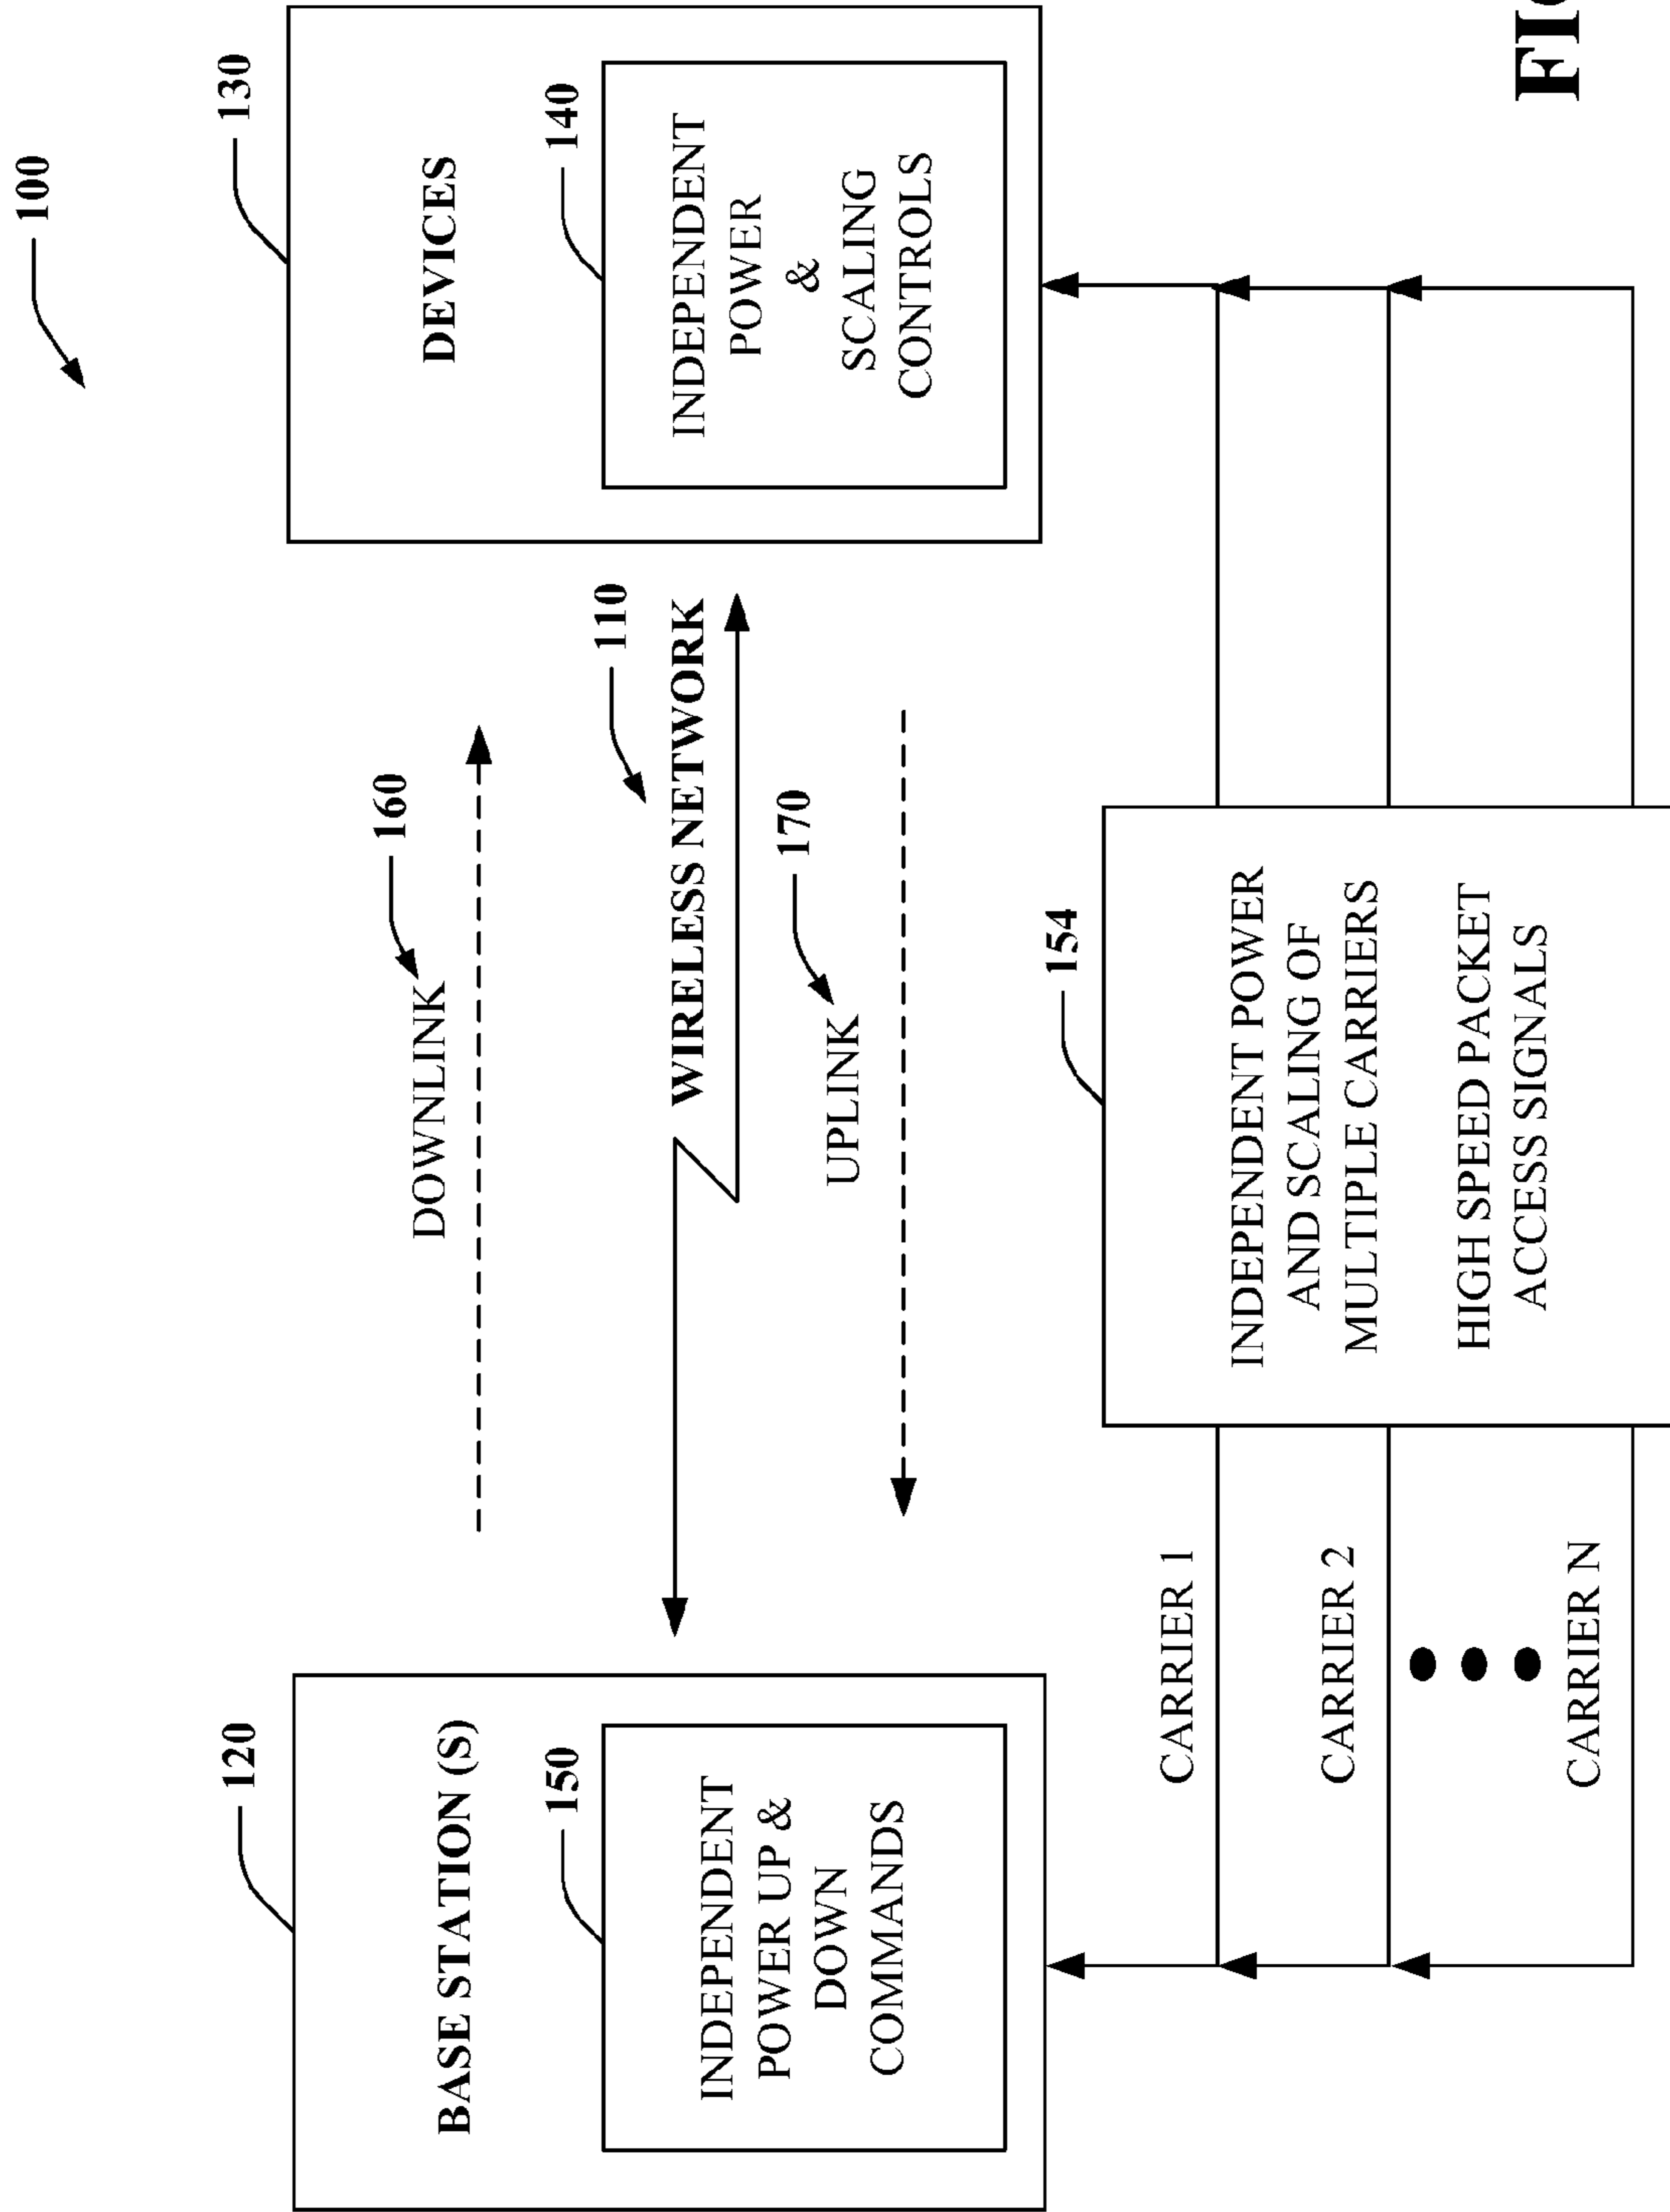 100
120
BASE STATION (S)
150
INDEPENDENT
POWER UP &
DOWN
COMMANDS
160
DOWNLINK
110
WIRELESS NETWORK
170
UPLINK
130
DEVICES
140
INDEPENDENT
POWER
&
SCALING
CONTROLS
154
INDEPENDENT POWER
AND SCALING OF
MULTIPLE CARRIERS
HIGH SPEED PACKET
ACCESS SIGNALS
CARRIER 1
CARRIER 2
CARRIER N